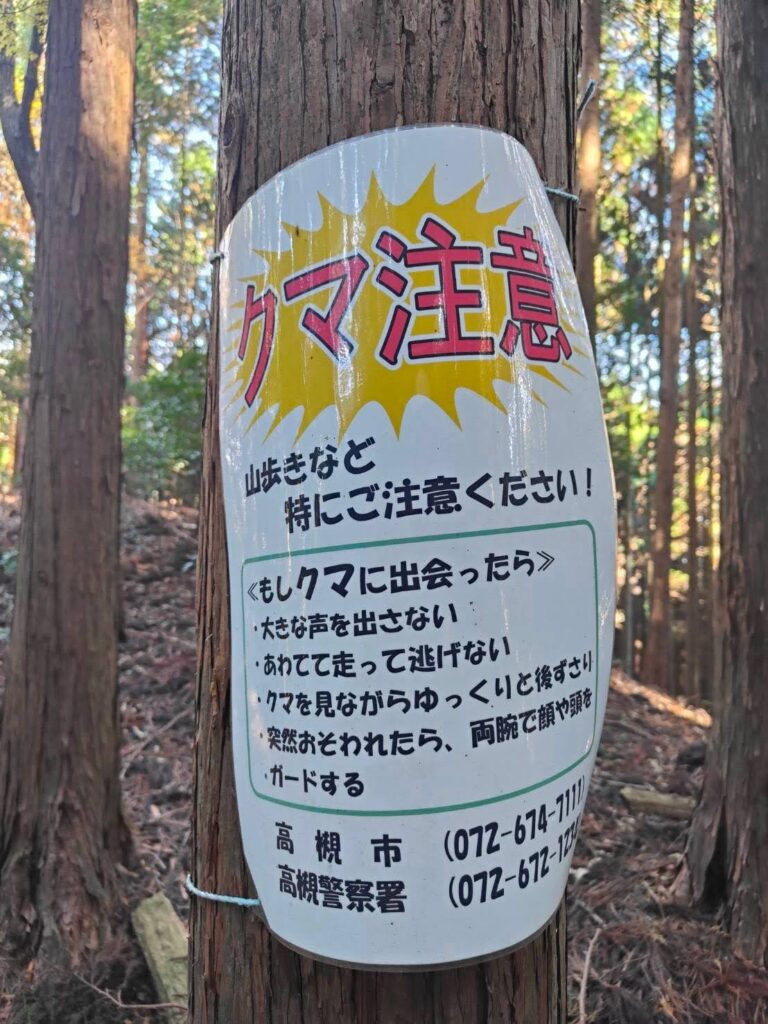 クマ注意
山歩きなど
特にご注意ください!
≪もしクマに出会ったら≫
・大きな声を出さない
・あわてて走って逃げない
・クマを見ながらゆっくりと後ずさり
・突然おそわれたら、両腕で顔や頭を
・ガードする
高槻市 (072-674-7111)
高槻警察署 (072-672-123